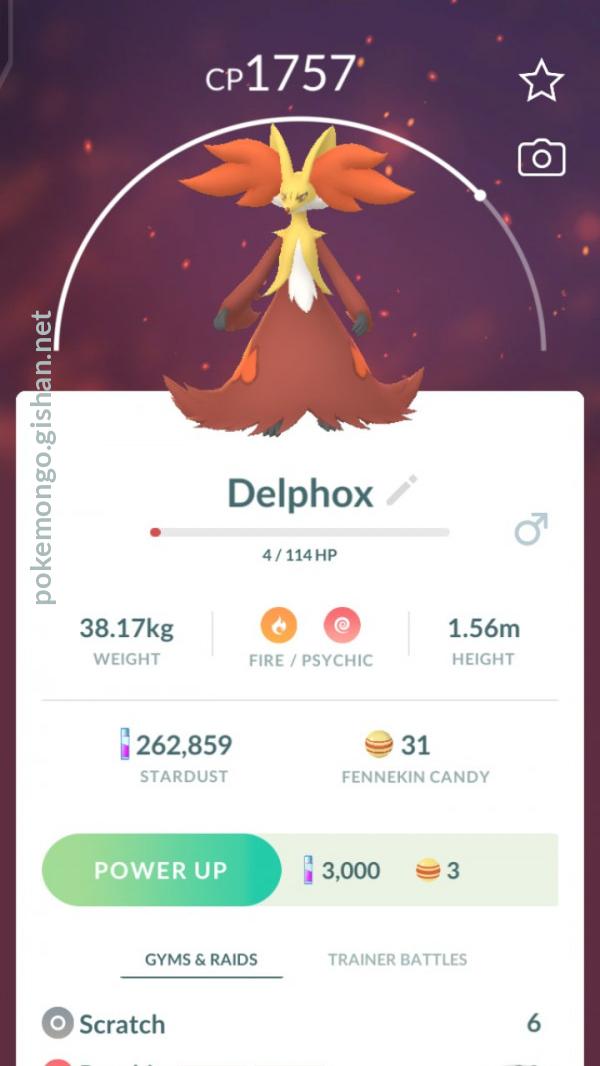 CP1757
pokemongo.gishan.net
Delphox
4 / 114 HP
38.17kg
WEIGHT
FIRE / PSYCHIC
1.56m
HEIGHT
262,859
STARDUST
31
FENNEKIN CANDY
POWER UP
3,000
3
GYMS & RAIDS
TRAINER BATTLES
Scratch
6